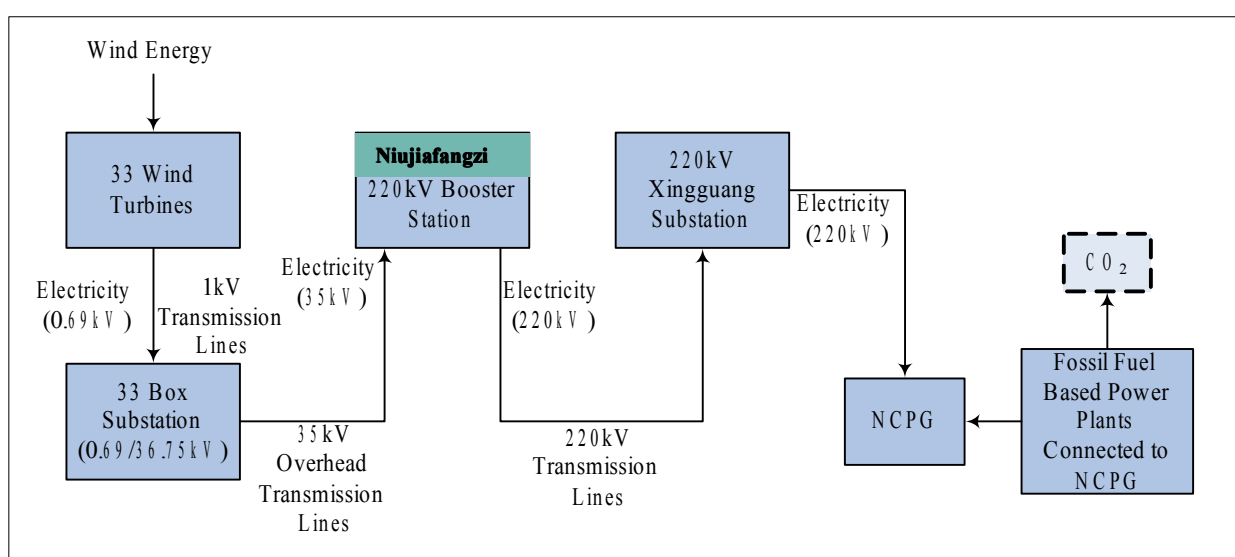 Wind Energy
33 Wind
Turbines
Electricity
(0.69kV)
1kV
Transmission
Lines
33 Box
Substation
(0.69/36.75kV)
35kV
Overhead
Transmission
Lines
Electricity
(35kV)
Niujiafangzi
220kV Booster
Station
Electricity
(220kV)
220kV
Transmission
Lines
220kV
Xingguang
Substation
Electricity
(220kV)
NCPG
CO₂
Fossil Fuel
Based Power
Plants
Connected to
NCPG